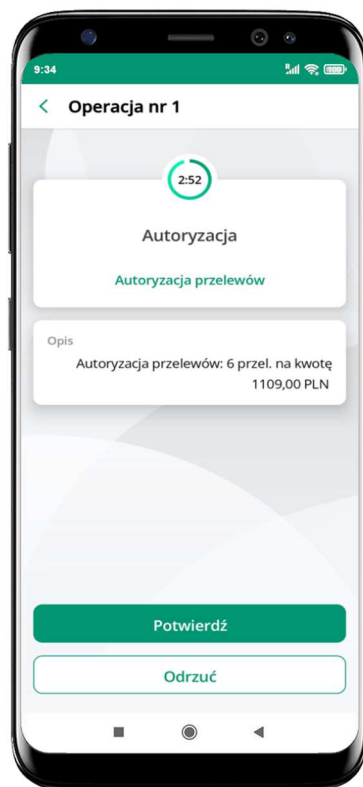 9:34
Operacja nr 1
2:52
Autoryzacja
Autoryzacja przelewów
Opis
Autoryzacja przelewów: 6 przel. na kwotę
1109,00 PLN
Potwierdź
Odrzuć